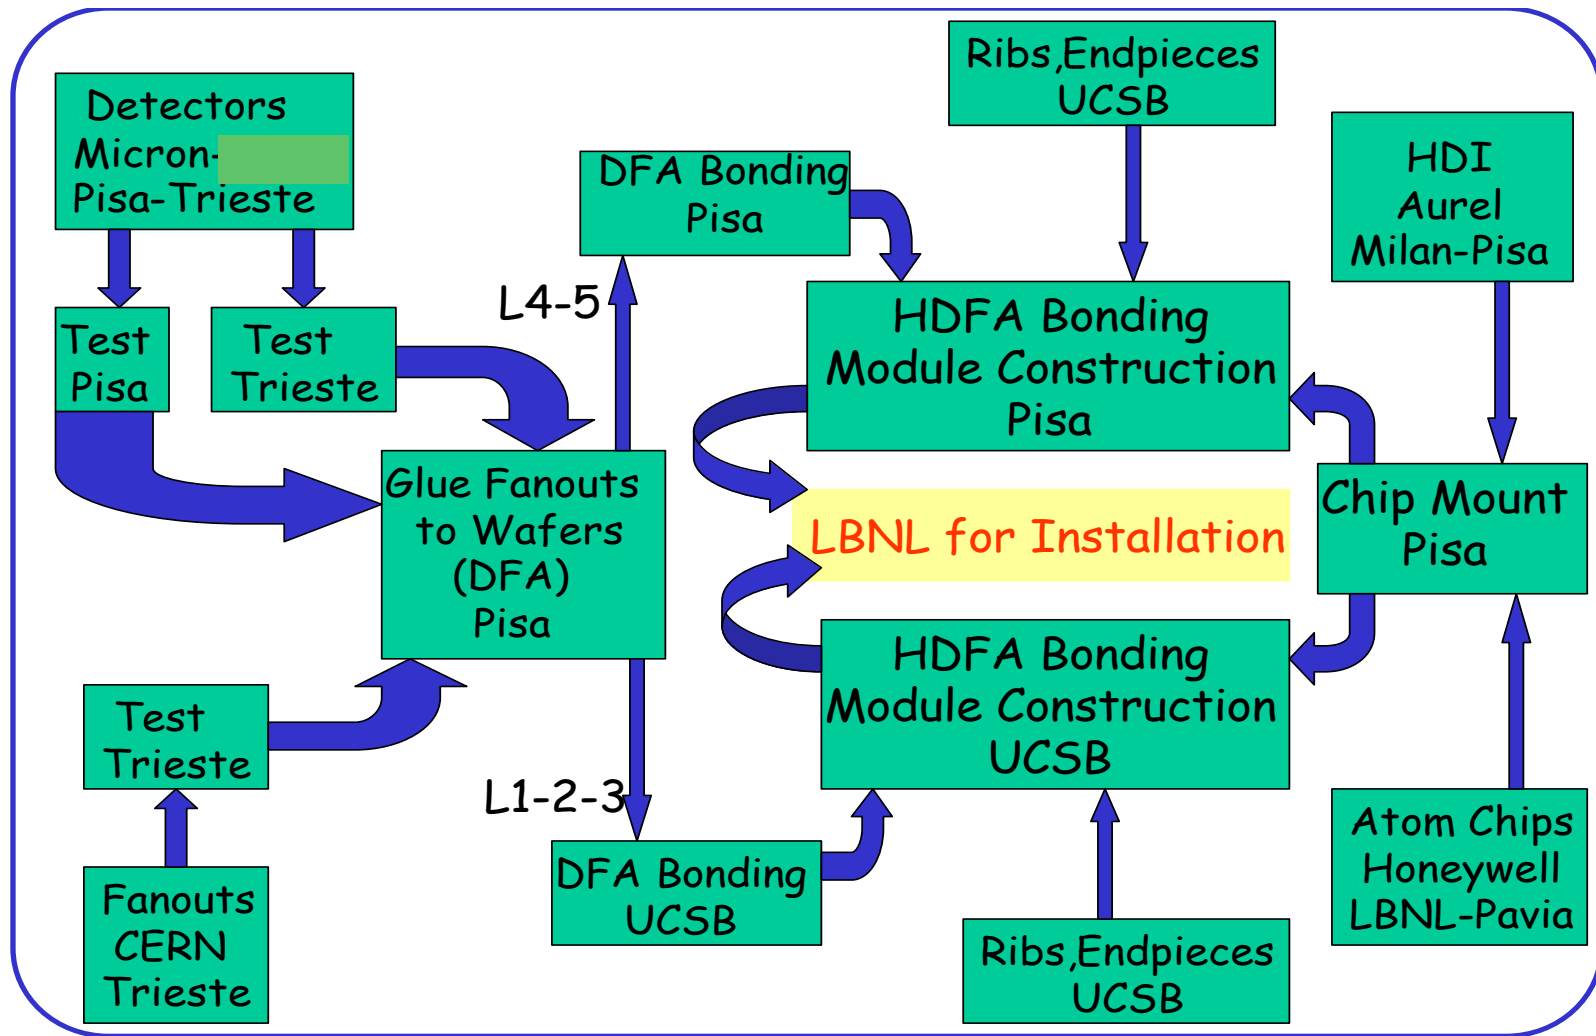 Detectors
Micron-
Pisa-Trieste
Test
Pisa
Test
Trieste
Glue Fanouts
to Wafers
(DFA)
Pisa
Test
Trieste
Fanouts
CERN
Trieste
L4-5
L1-2-3
DFA Bonding
Pisa
DFA Bonding
UCSB
Ribs,Endpieces
UCSB
HDFA Bonding
Module Construction
Pisa
LBNL for Installation
HDFA Bonding
Module Construction
UCSB
Ribs,Endpieces
UCSB
HDI
Aurel
Milan-Pisa
Chip Mount
Pisa
Atom Chips
Honeywell
LBNL-Pavia